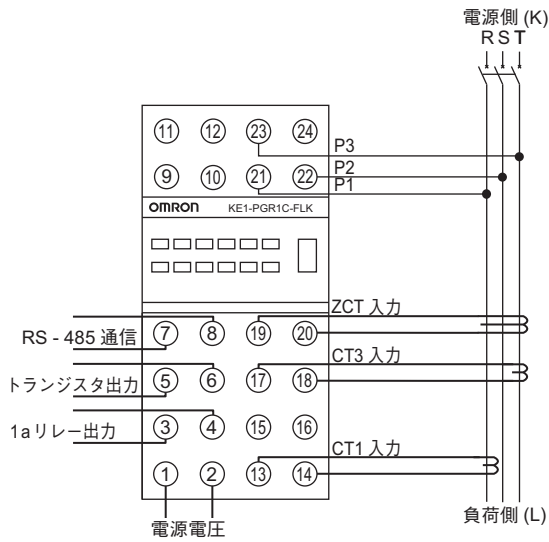 電源側 (K)
R S T
⑪ ⑫ ㉓ ㉔
P3
⑨ ⑩ ㉑ ㉒
P2
P1
OMRON KE1-PGR1C-FLK
ZCT 入力
⑦ ⑧ ⑲ ⑳
RS - 485 通信
CT3 入力
⑤ ⑥ ⑰ ⑱
トランジスタ出力
③ ④ ⑮ ⑯
1aリレー出力
CT1 入力
① ② ⑬ ⑭
電源電圧
負荷側 (L)